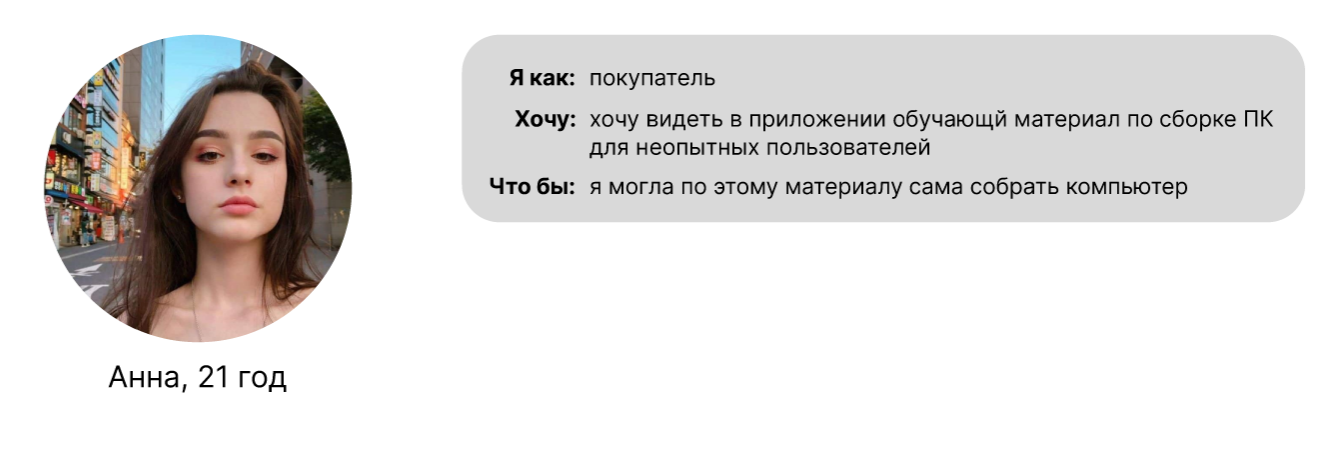 Я как: покупатель
Хочу: хочу видеть в приложении обучающй материал по сборке ПК
для неопытных пользователей
Что бы: я могла по этому материалу сама собрать компьютер
Анна, 21 год